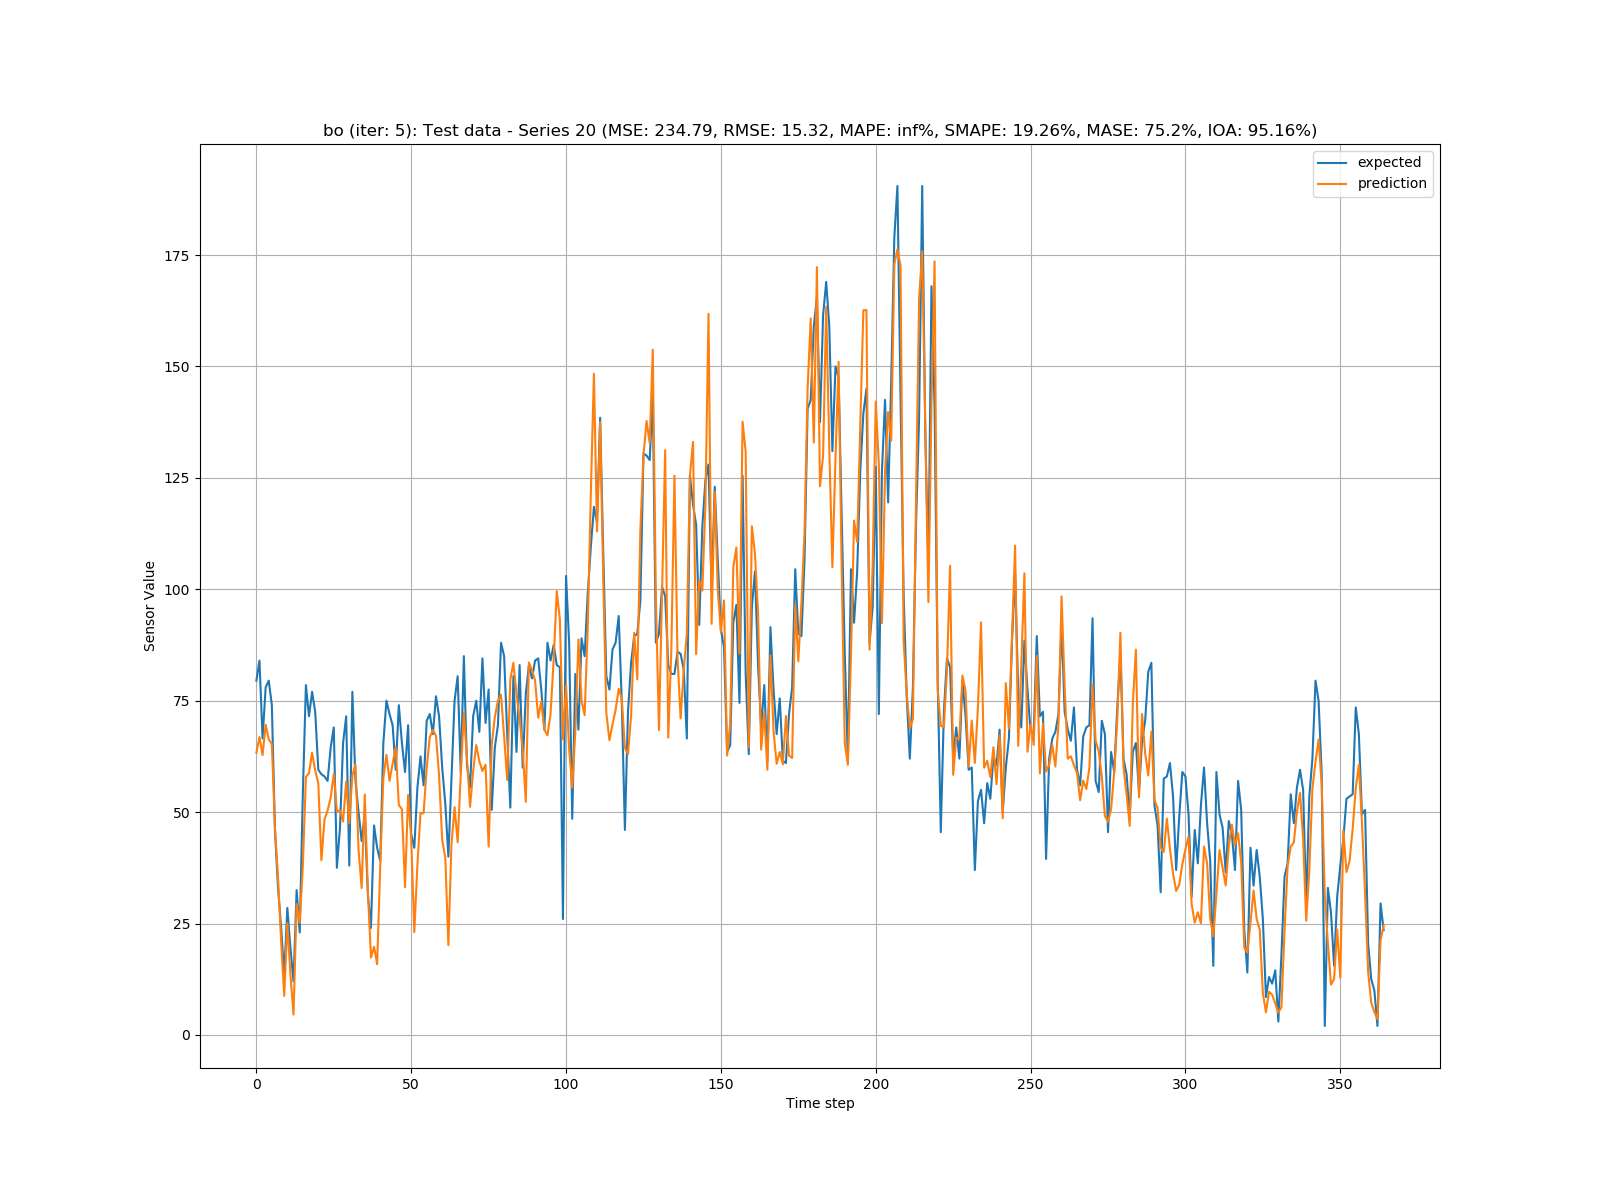 bo (iter: 5): Test data - Series 20 (MSE: 234.79, RMSE: 15.32, MAPE: inf%, SMAPE: 19.26%, MASE: 75.2%, IOA: 95.16%)
expected
prediction
175
150
125
100
75
50
25
0
Sensor Value
0 50 100 150 200 250 300 350
Time step